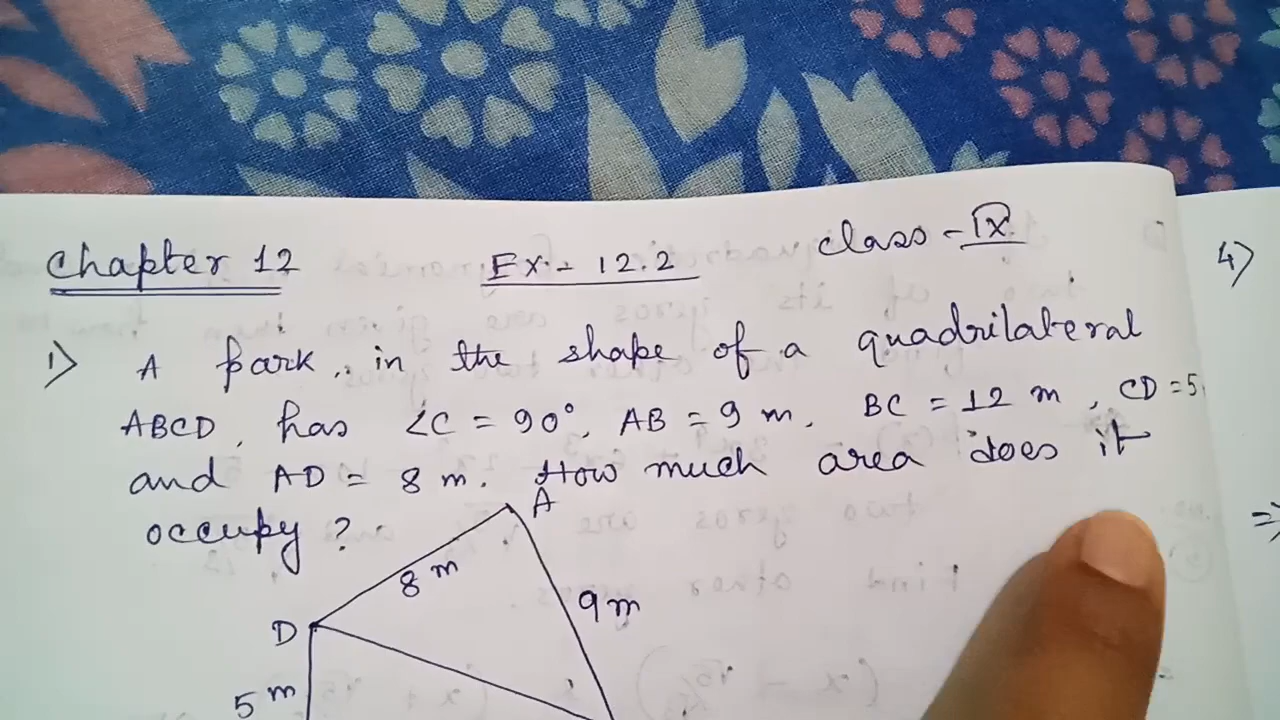 Chapter 12
Ex - 12.2
class - IX
1) A park, in the shape of a quadrilateral
ABCD, has ∠C = 90°, AB = 9 m, BC = 12 m, CD = 5
and AD = 8 m. How much area does it
occupy?
A
8 m
9 m
D
5 m
4)
=>